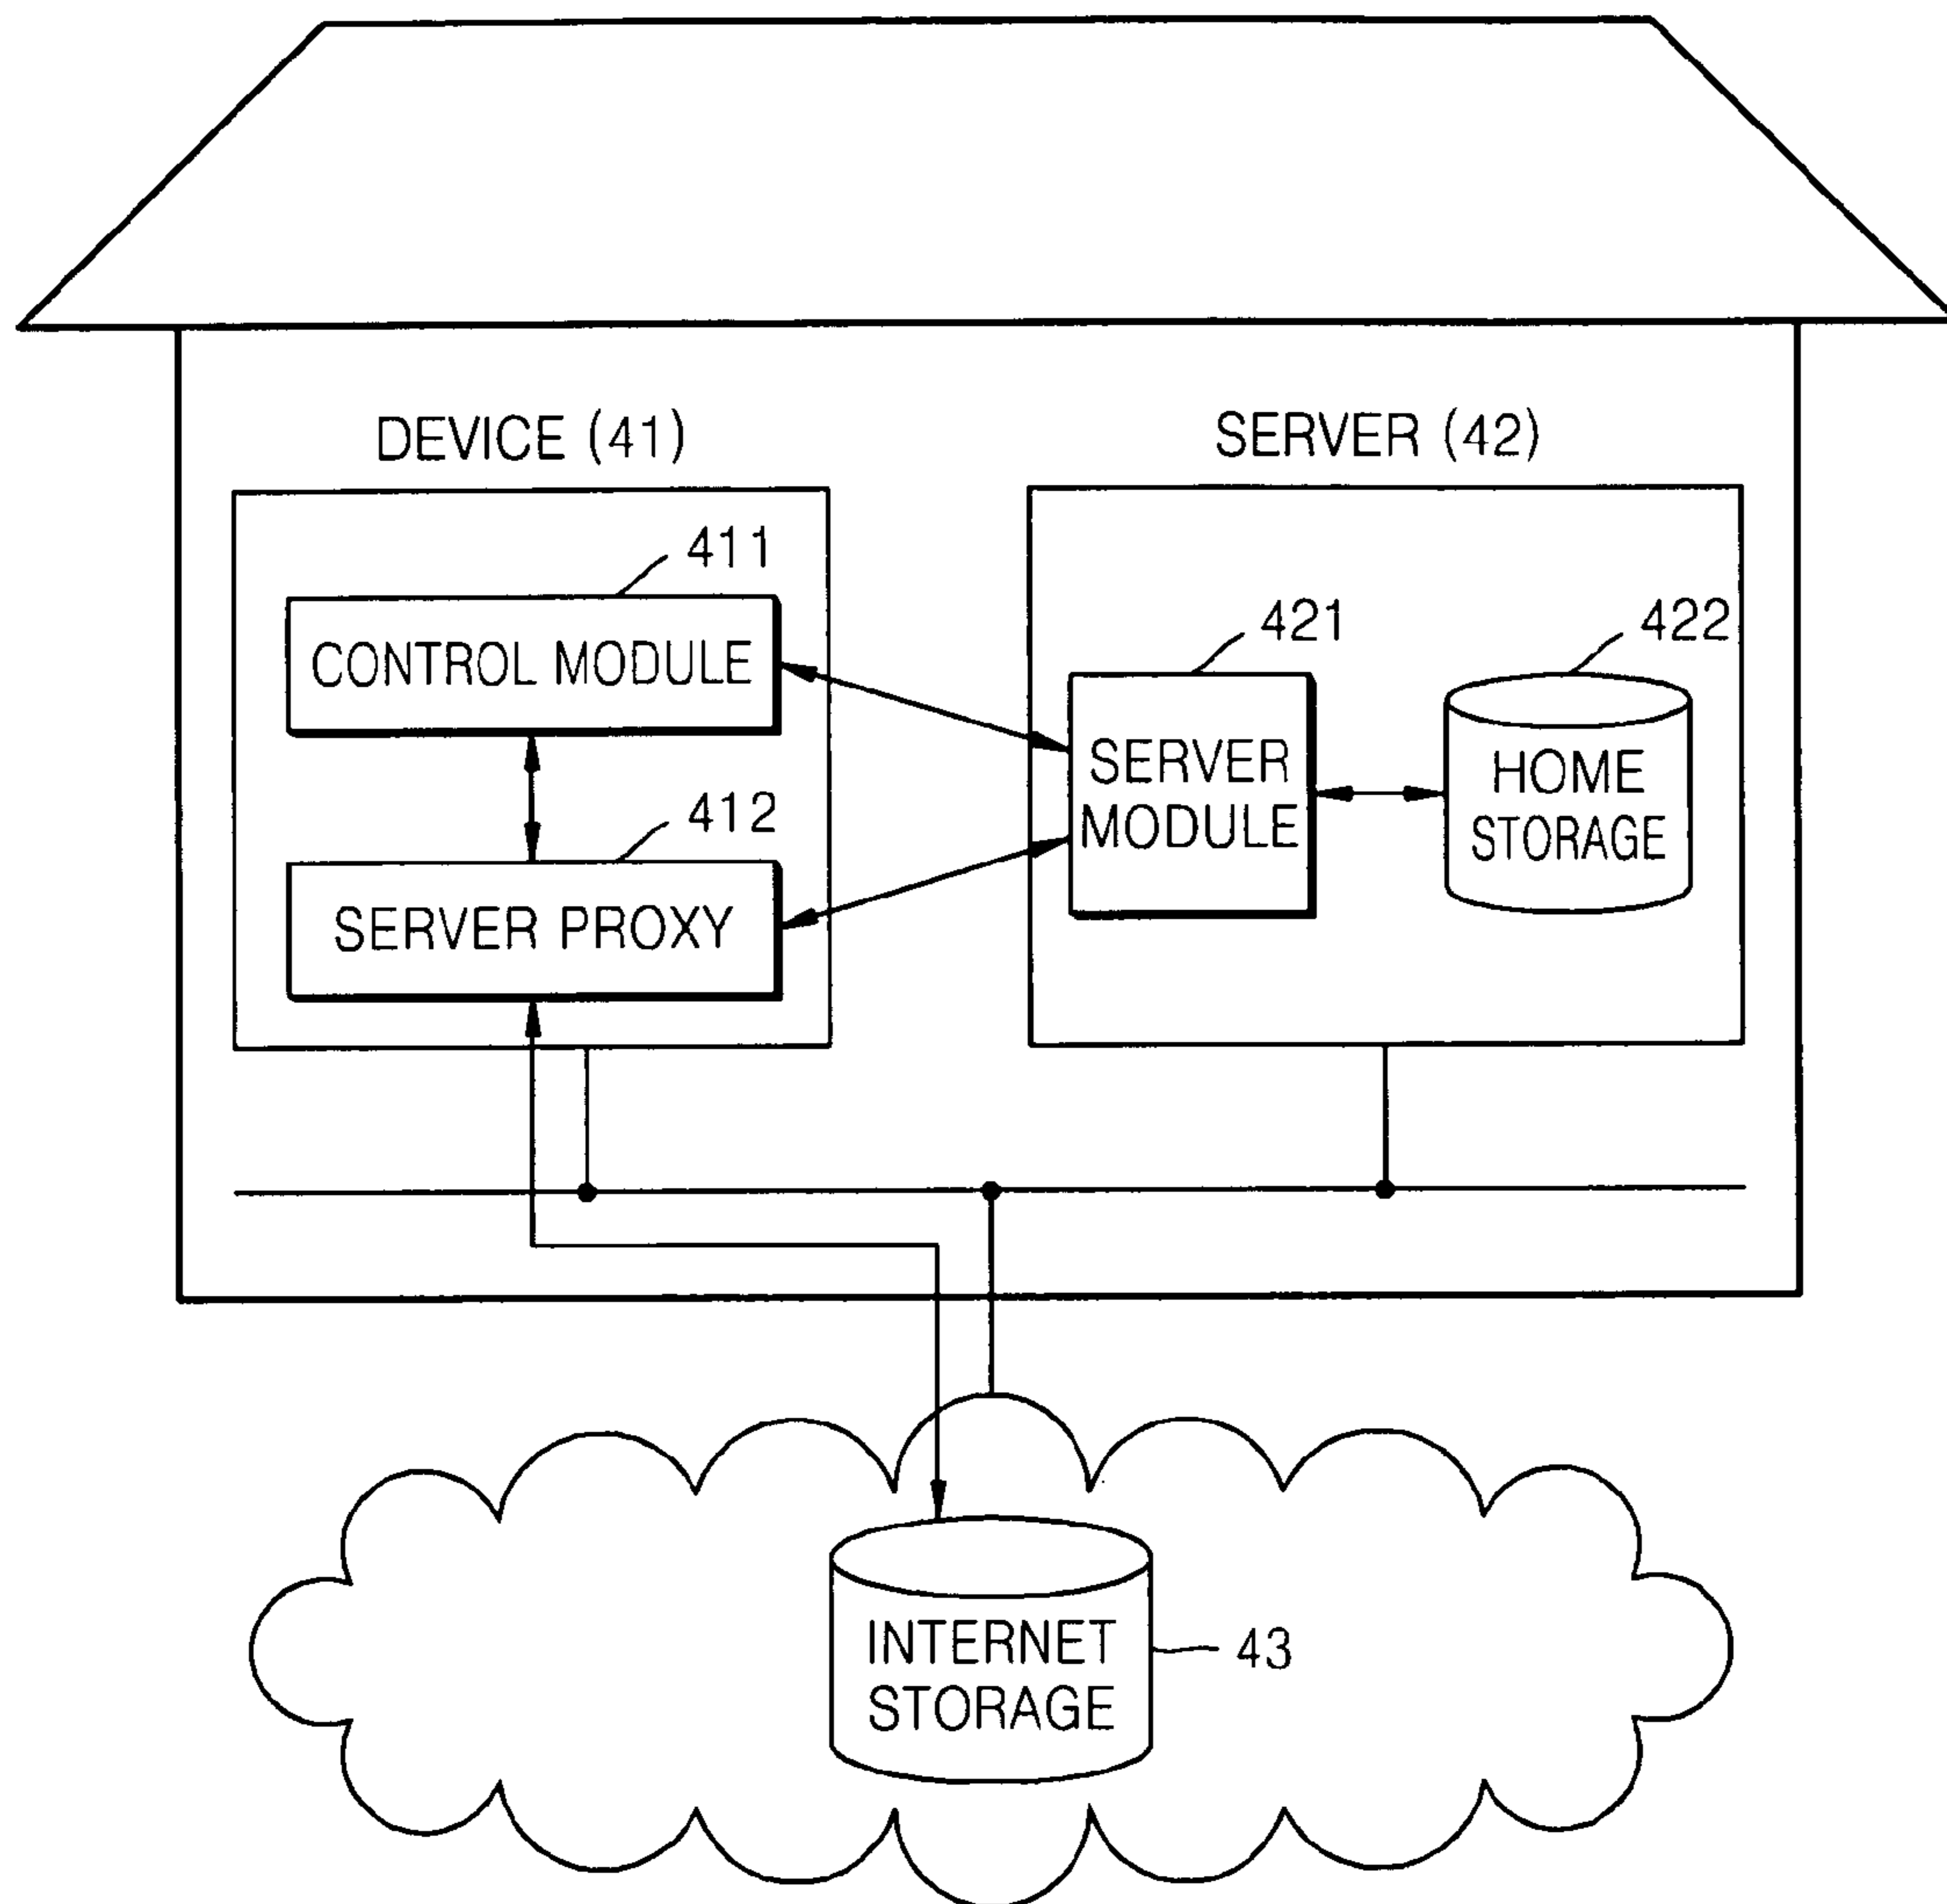 DEVICE (41)
SERVER (42)
411
CONTROL MODULE
412
SERVER PROXY
421
SERVER
MODULE
422
HOME
STORAGE
INTERNET
STORAGE
43